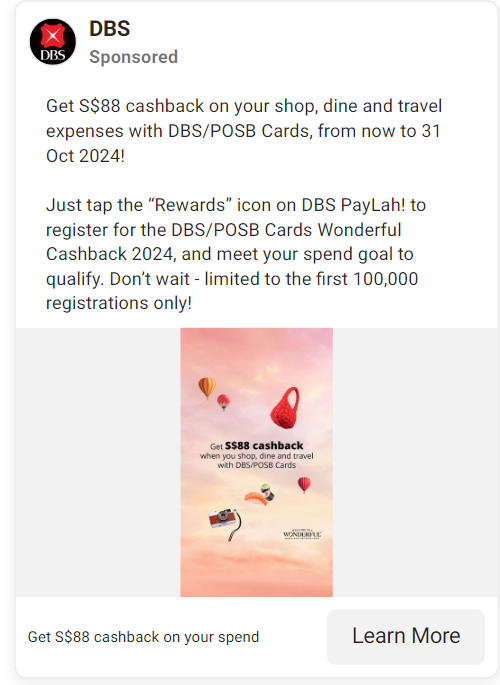 DBS
DBS
Sponsored
Get S$88 cashback on your shop, dine and travel
expenses with DBS/POSB Cards, from now to 31
Oct 2024!
Just tap the “Rewards” icon on DBS PayLah! to
register for the DBS/POSB Cards Wonderful
Cashback 2024, and meet your spend goal to
qualify. Don’t wait - limited to the first 100,000
registrations only!
Get S$88 cashback
when you shop, dine and travel
with DBS/POSB Cards
WONDERFUL
Get S$88 cashback on your spend
Learn More